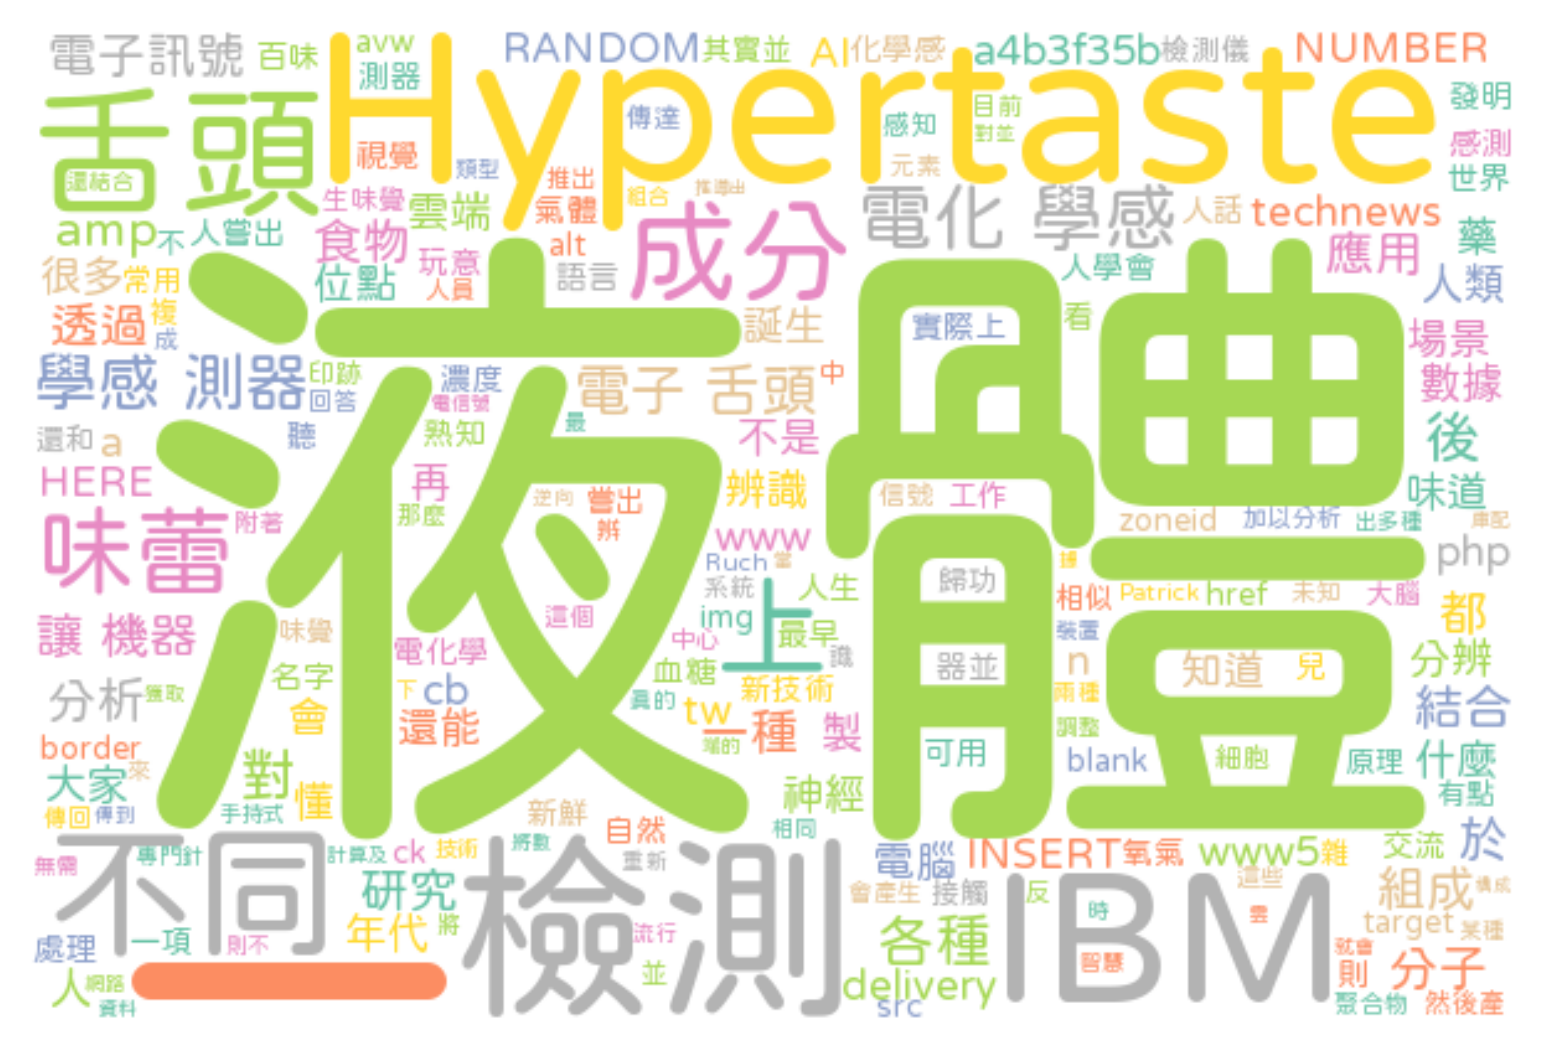 電子訊號 百味 avw 測器 RANDOM 其實並 AI 化學感 a4b3f35b 檢測儀 NUMBER
舌頭 Hypertaste 傳達 感知 目前 對並 發明
還結合 視覺 類型 推出 組合 推導出 元素 感測 世界
amp 不 人嘗出 生味覺 雲端 氣體 成分 電化 學感 人話 technews
很多 常用 食物 位點 玩意 人員 alt 語言 人學會 應用 藥 人類
透過 複 成 液體 誕生 實際上 看 場景
學感 測器 印跡 回答 濃度 電信號 電子 舌頭 中 數據
還和 a 聽 熟知 最 不是 後
HERE 再 逆向 嘗出 辨識 信號 工作 味道
味蕾 附著 那麼 辨 www zoneid 加以分析 出多種 庫配 php
Ruch 當 系統 人生 歸功 據 相似 Patrick href 未知 大腦
讓 機器 味覺 這個 img 上 最早 中心 識 裝置 都
電化學 血糖 器並 n 知道 兒 分辨
分析 獲取 名字 下 cb 真的 新技術 兩種 結合
會 還能 tw 一種 製 端的 調整
border 大家 來 對 可用 blank 細胞 原理 什麼
傳回 傳到 手持式 懂 新鮮 神經 有點
不同 自然 相同 檢測 將數
無需 專門針 計算及 ck 技術 重新 電腦 INSERT 氧氣 www5 雜 交流 於
研究 會產生 接觸 反 這些 組成 構成
處理 一項 則不 年代 將 流行 各種 IBM 時 雲 target 某種
人 網路 一 並 delivery 智慧 就會 則 分子
資料 src 聚合物 然後產